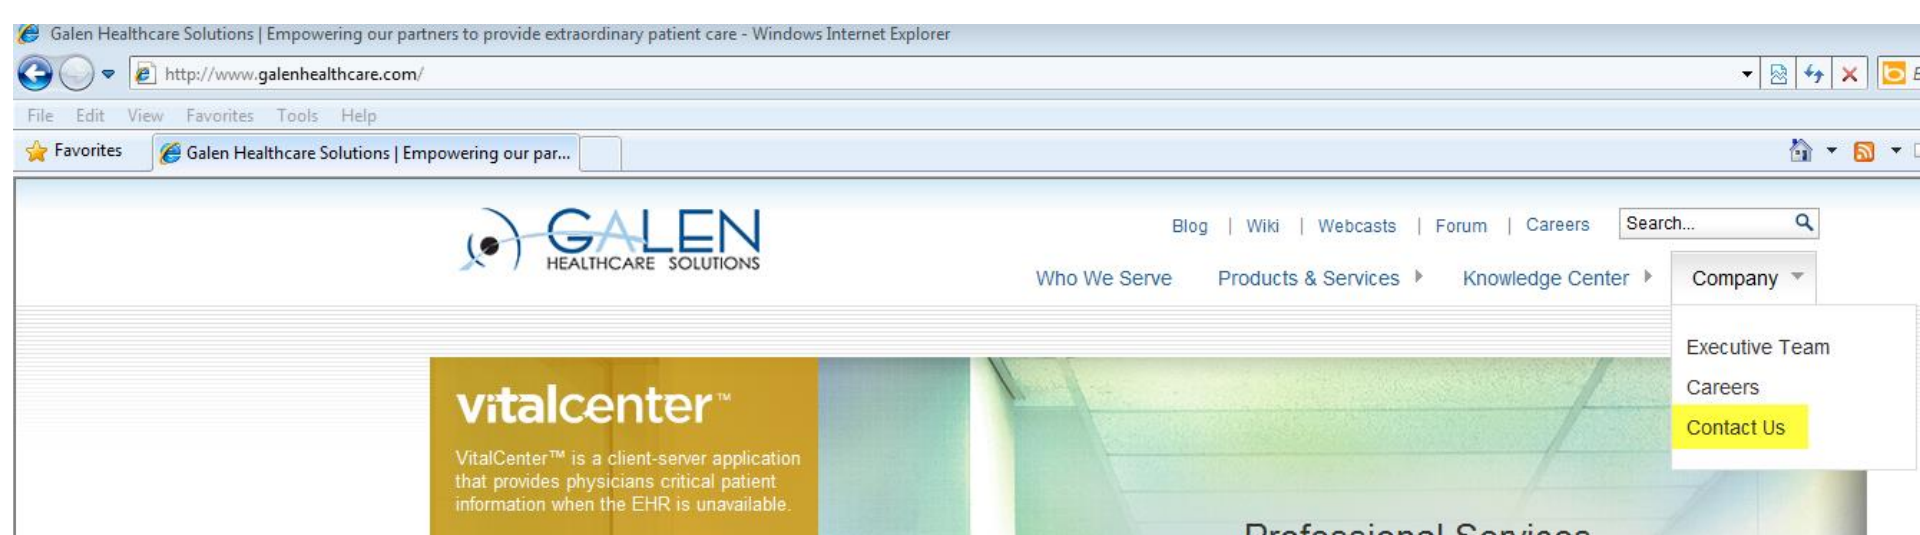 Galen Healthcare Solutions | Empowering our partners to provide extraordinary patient care - Windows Internet Explorer
http://www.galenhealthcare.com/
File Edit View Favorites Tools Help
Favorites Galen Healthcare Solutions | Empowering our par...
GALEN
HEALTHCARE SOLUTIONS
Blog | Wiki | Webcasts | Forum | Careers Search...
Who We Serve Products & Services Knowledge Center Company
Executive Team
Careers
Contact Us
vitalcenter™
VitalCenter™ is a client-server application
that provides physicians critical patient
information when the EHR is unavailable.
Professional Services